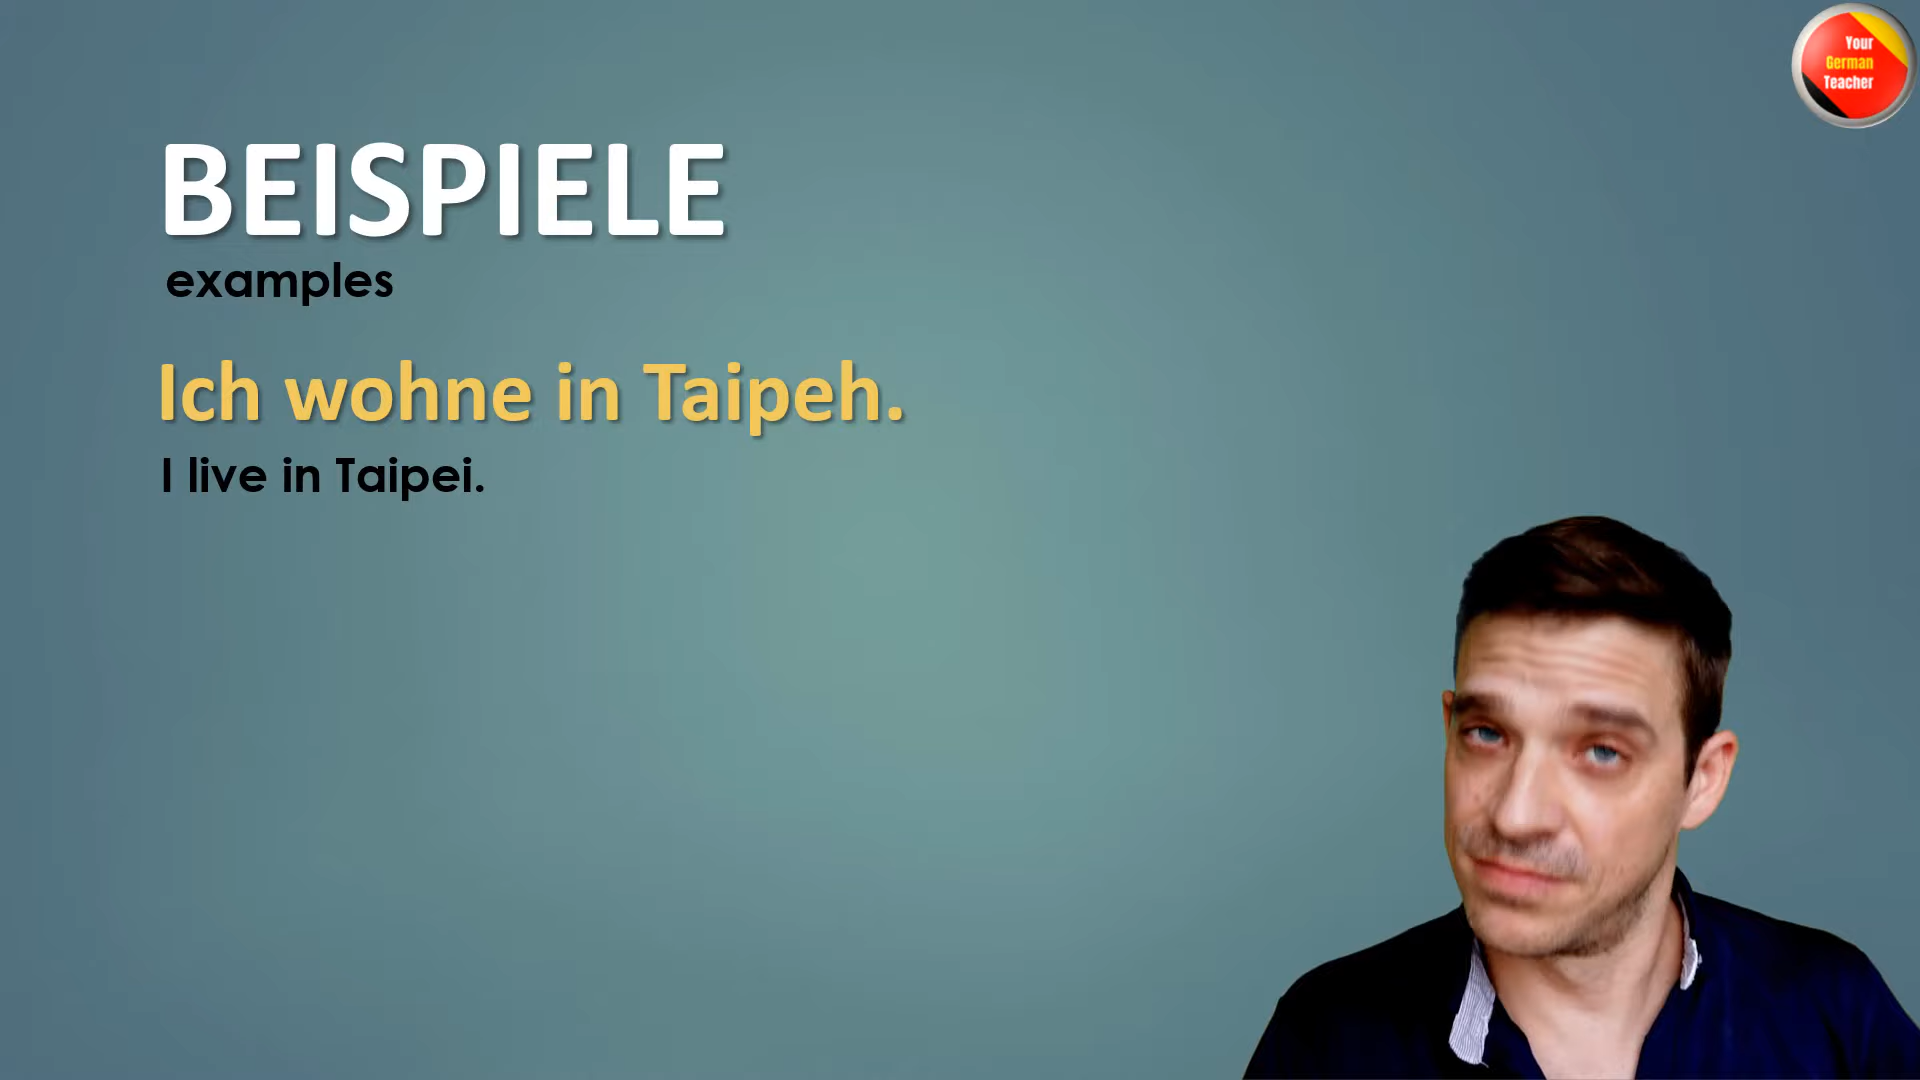 Your
German
Teacher
BEISPIELE
examples
Ich wohne in Taipeh.
I live in Taipei.